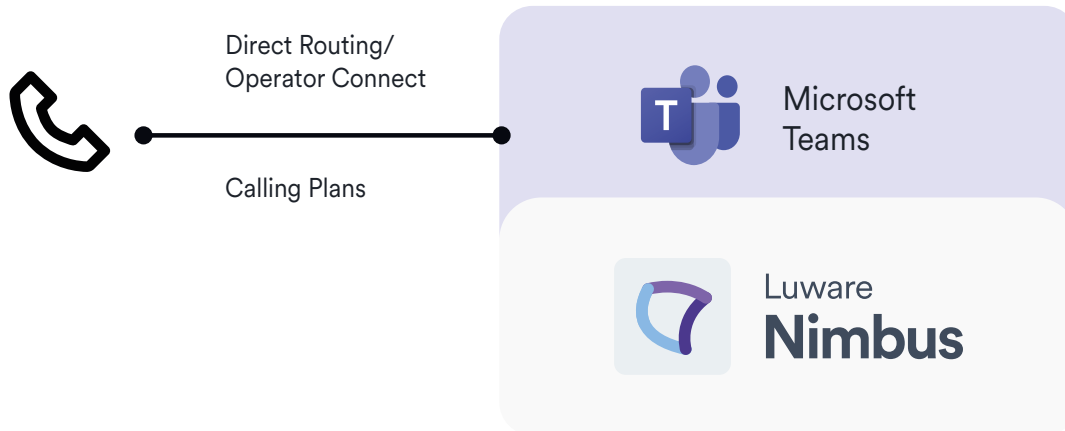 Direct Routing/
Operator Connect
Calling Plans
T
Microsoft
Teams
Luware
Nimbus